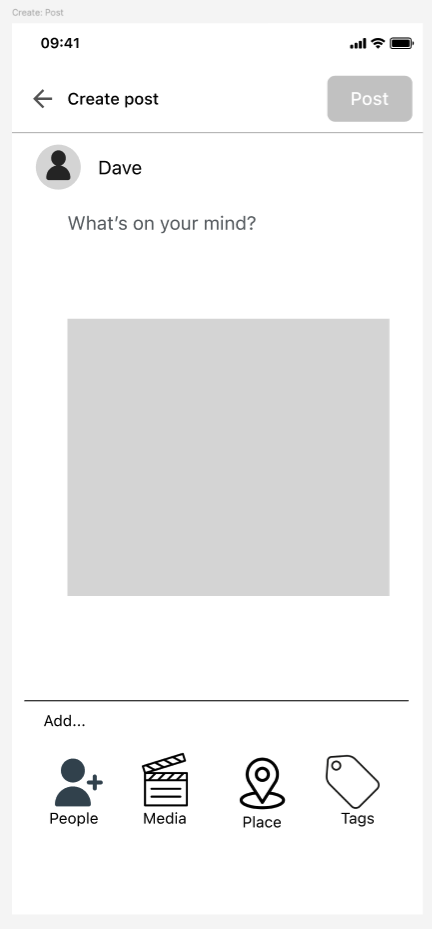 Create: Post
09:41
Create post
Post
Dave
What's on your mind?
Add...
People
Media
Place
Tags